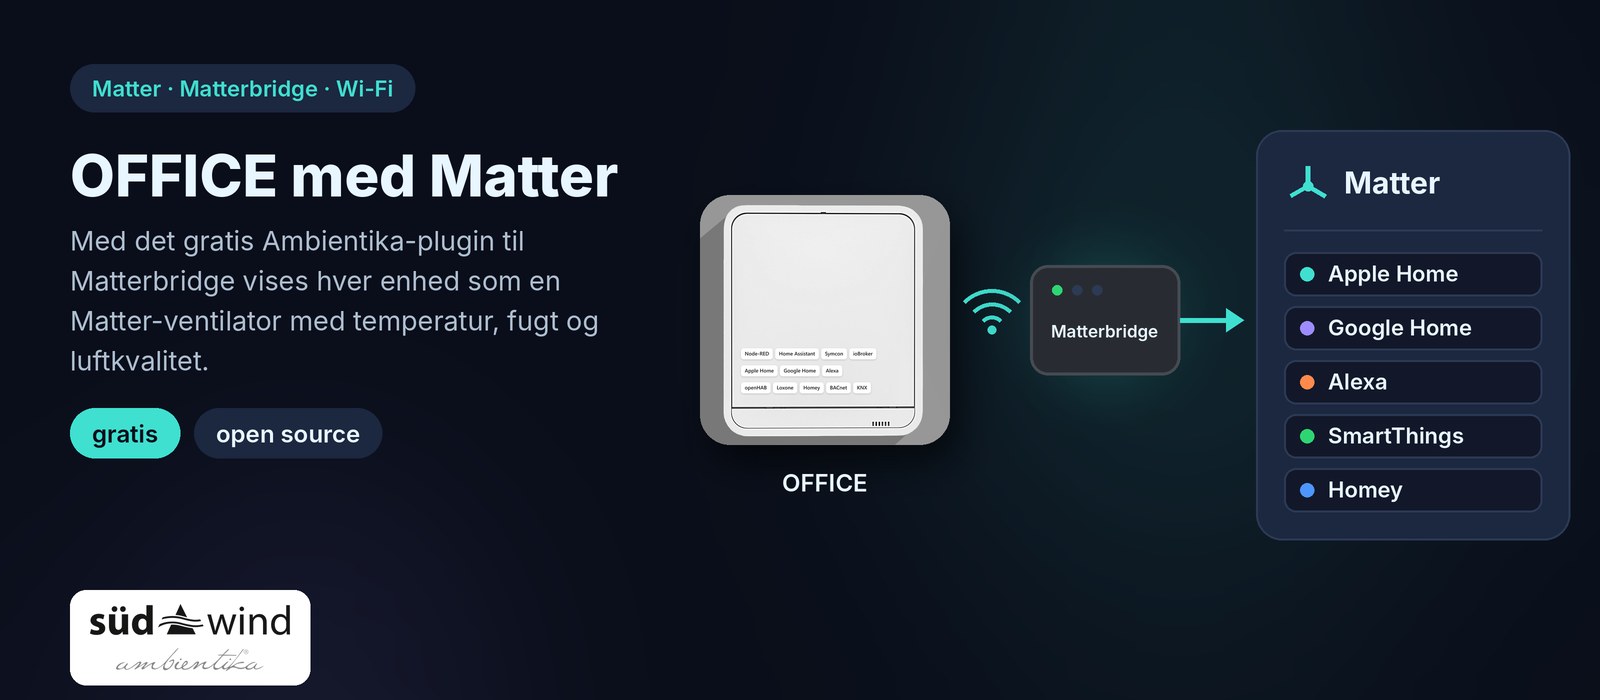 Matter · Matterbridge · Wi-Fi
OFFICE med Matter
Med det gratis Ambientika-plugin til
Matterbridge vises hver enhed som en
Matter-ventilator med temperatur, fugt og
luftkvalitet.
gratis
open source
süd wind
ambientika®
Node-RED
Home Assistant
Symcon
ioBroker
Apple Home
Google Home
Alexa
openHAB
Loxone
Homey
BACnet
KNX
OFFICE
Matterbridge
Matter
Apple Home
Google Home
Alexa
SmartThings
Homey